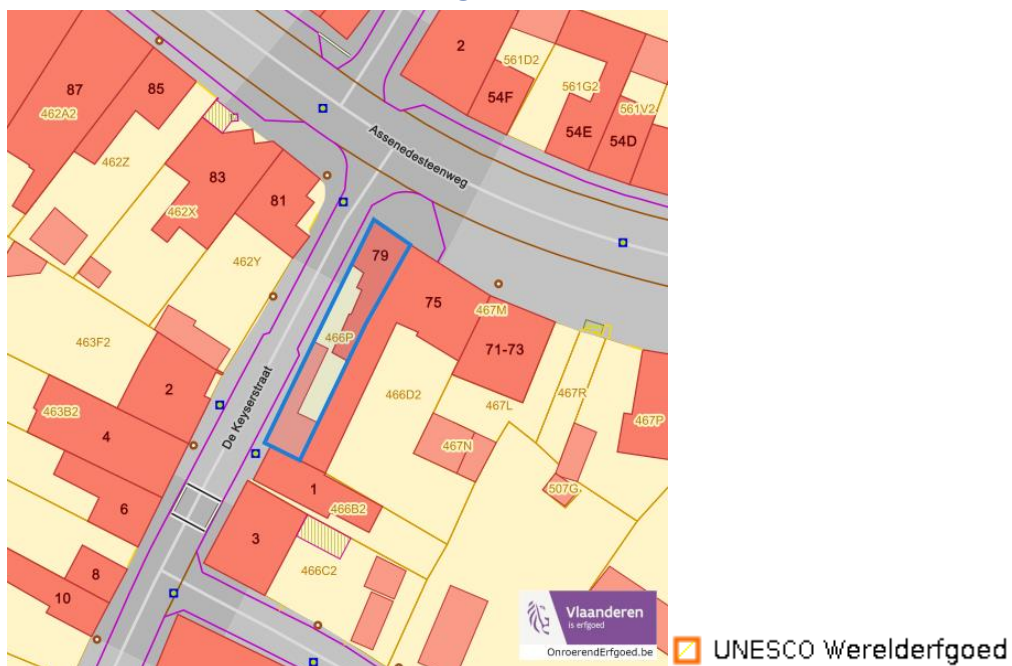 2
561D2
54F
561G2
54E
561V2
54D
87
462A2
85
Assenedesteenweg
462Z
83
462X
81
462Y
79
75
467M
71-73
466P
463F2
2
466D2
467L
467R
467P
De Keyserstraat
463B2
4
467N
507G
6
1
466B2
3
8
466C2
10
Vlaanderen
is erfgoed
OnroerendErfgoed.be
UNESCO Werelderfgoed